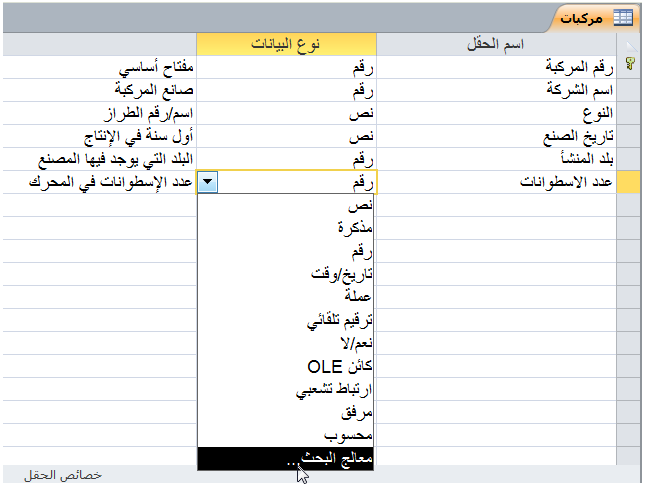 مركبات
اسم الحقل نوع البيانات
رقم المركبة رقم مفتاح أساسي
اسم الشركة رقم صانع المركبة
النوع نص اسم/رقم الطراز
تاريخ الصنع نص أول سنة في الإنتاج
بلد المنشأ رقم البلد التي يوجد فيها المصنع
عدد الاسطوانات رقم عدد الإسطوانات في المحرك
نص
مذكرة
رقم
تاريخ/وقت
عملة
ترقيم تلقائي
نعم/لا
كائن OLE
ارتباط تشعبي
مرفق
محسوب
معالج البحث...
خصائص الحقل